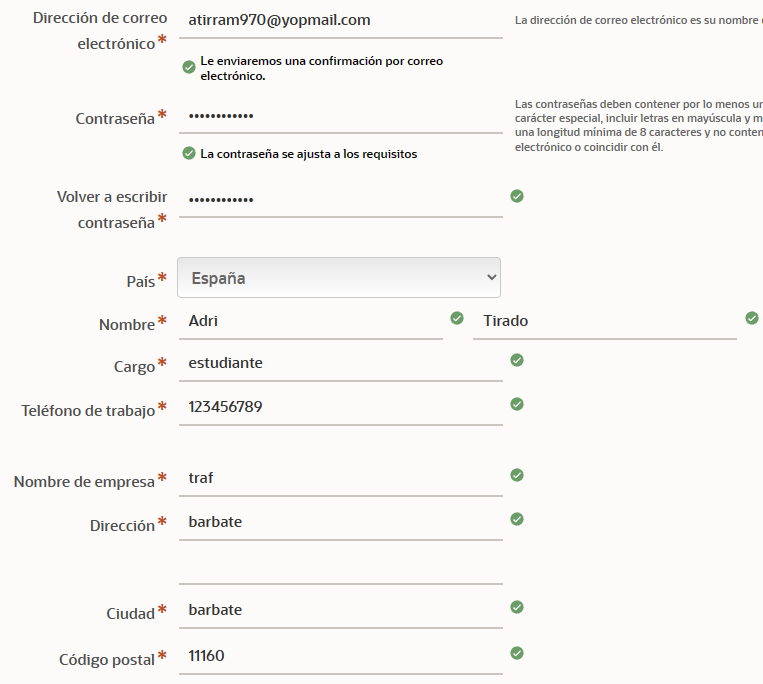 Dirección de correo
electrónico*
atirram970@yopmail.com
La dirección de correo electrónico es su nombre
Le enviaremos una confirmación por correo
electrónico.
Contraseña*
••••••••••••
Las contraseñas deben contener por lo menos un
carácter especial, incluir letras en mayúscula y m
una longitud mínima de 8 caracteres y no conten
electrónico o coincidir con él.
La contraseña se ajusta a los requisitos
Volver a escribir
contraseña*
••••••••••••
País* España
Nombre* Adri Tirado
Cargo* estudiante
Teléfono de trabajo* 123456789
Nombre de empresa* traf
Dirección* barbate
Ciudad* barbate
Código postal* 11160